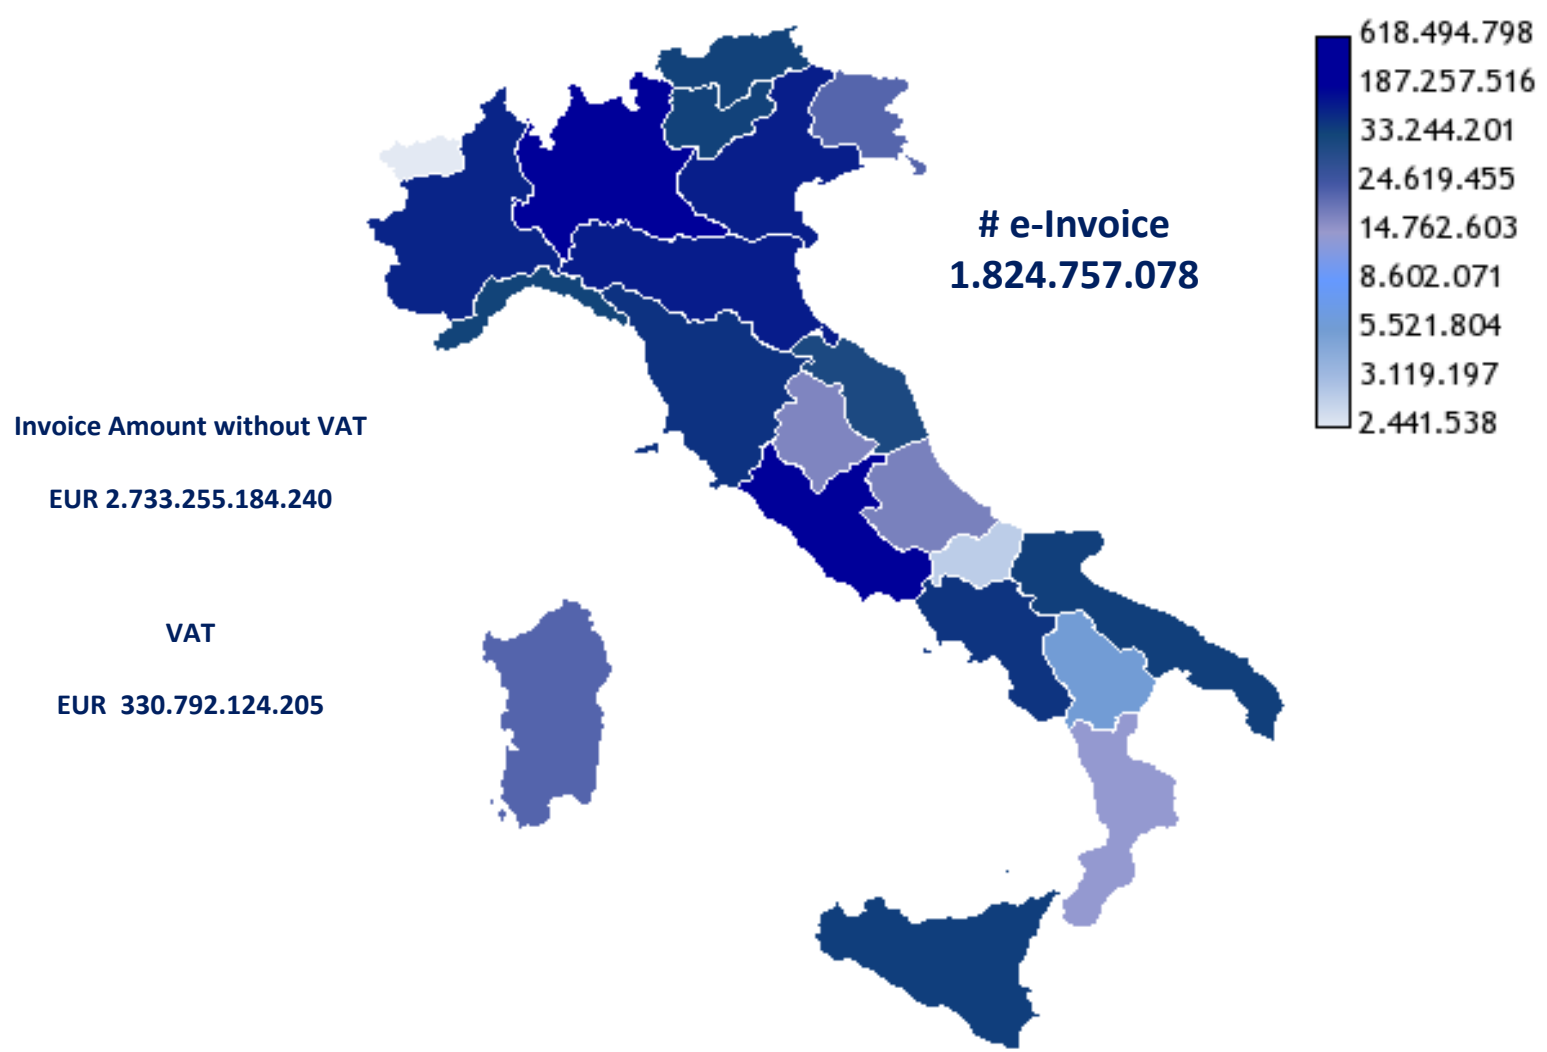 618.494.798
187.257.516
33.244.201
24.619.455
14.762.603
8.602.071
5.521.804
3.119.197
2.441.538
# e-Invoice
1.824.757.078
Invoice Amount without VAT
EUR 2.733.255.184.240
VAT
EUR 330.792.124.205